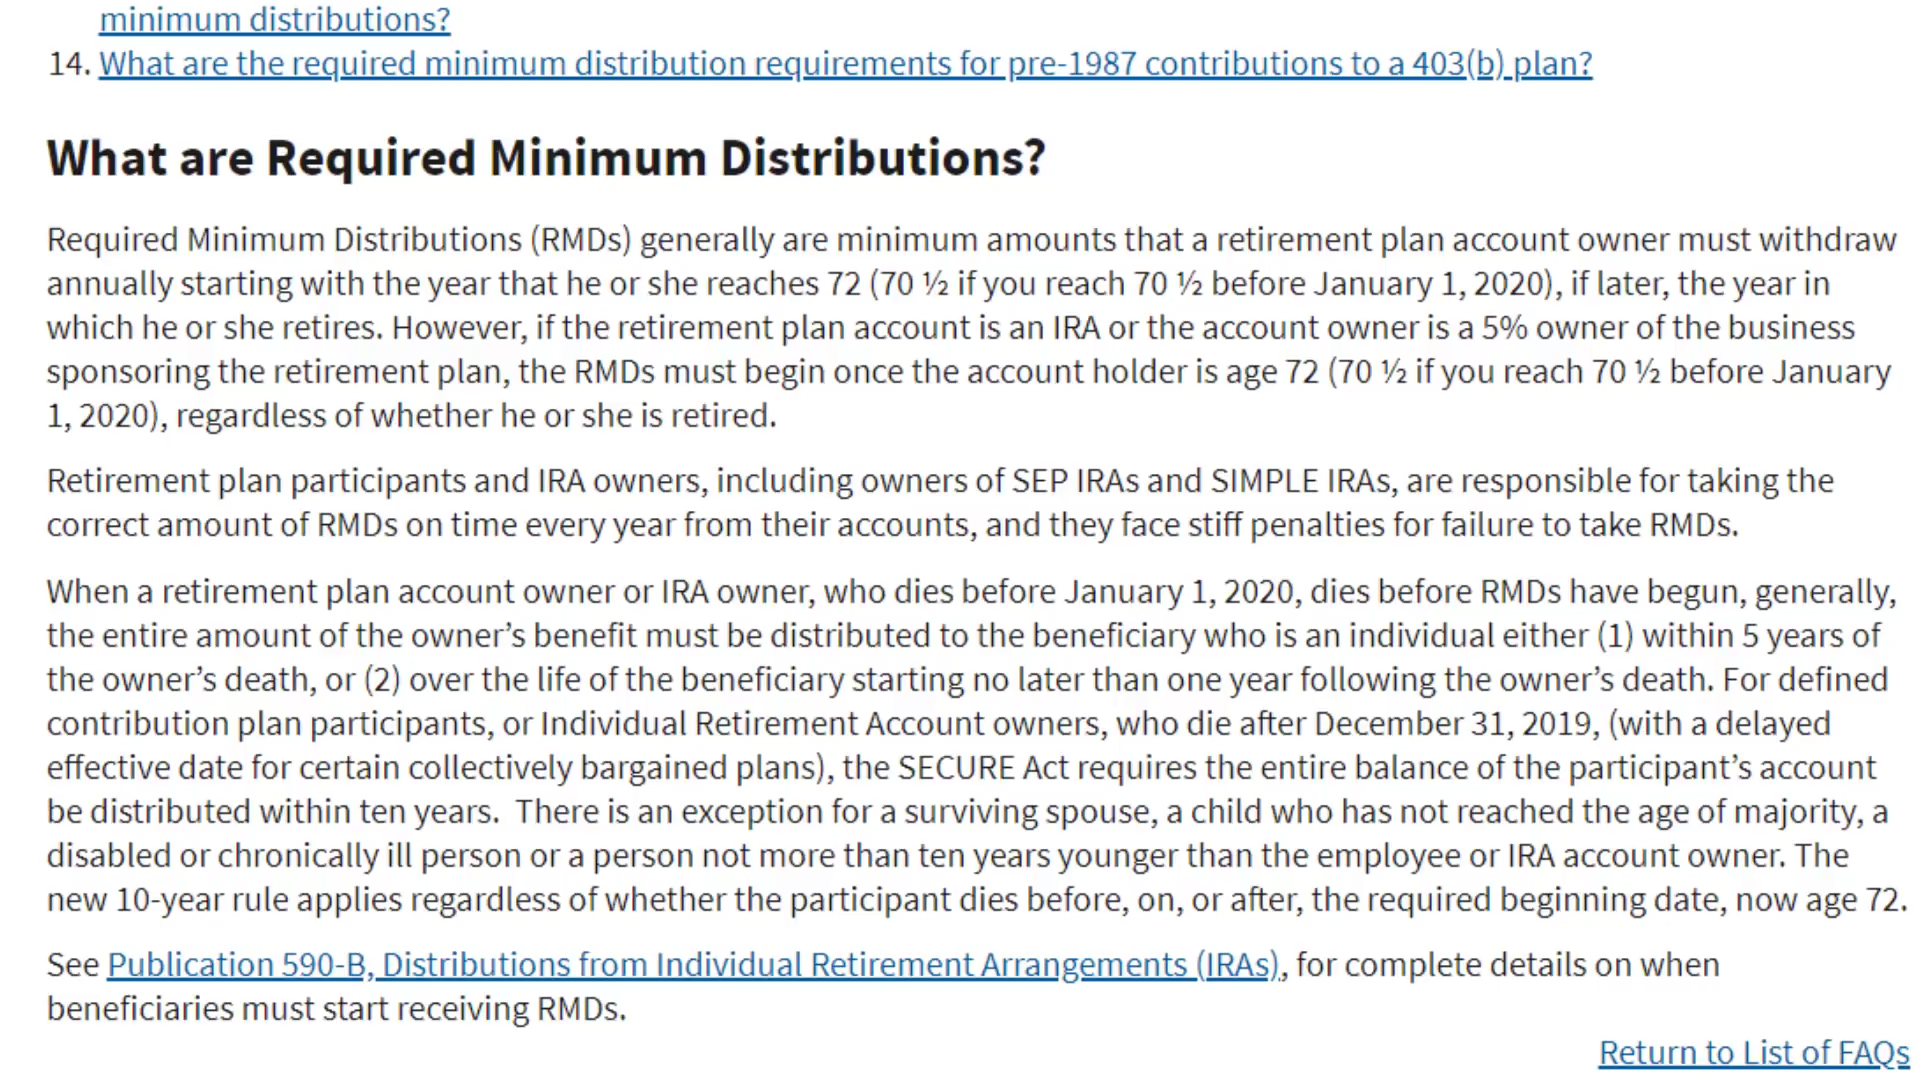 minimum distributions?
14. What are the required minimum distribution requirements for pre-1987 contributions to a 403(b) plan?
What are Required Minimum Distributions?
Required Minimum Distributions (RMDs) generally are minimum amounts that a retirement plan account owner must withdraw
annually starting with the year that he or she reaches 72 (70 ½ if you reach 70 ½ before January 1, 2020), if later, the year in
which he or she retires. However, if the retirement plan account is an IRA or the account owner is a 5% owner of the business
sponsoring the retirement plan, the RMDs must begin once the account holder is age 72 (70 ½ if you reach 70 ½ before January
1, 2020), regardless of whether he or she is retired.
Retirement plan participants and IRA owners, including owners of SEP IRAs and SIMPLE IRAs, are responsible for taking the
correct amount of RMDs on time every year from their accounts, and they face stiff penalties for failure to take RMDs.
When a retirement plan account owner or IRA owner, who dies before January 1, 2020, dies before RMDs have begun, generally,
the entire amount of the owner’s benefit must be distributed to the beneficiary who is an individual either (1) within 5 years of
the owner’s death, or (2) over the life of the beneficiary starting no later than one year following the owner’s death. For defined
contribution plan participants, or Individual Retirement Account owners, who die after December 31, 2019, (with a delayed
effective date for certain collectively bargained plans), the SECURE Act requires the entire balance of the participant’s account
be distributed within ten years.  There is an exception for a surviving spouse, a child who has not reached the age of majority, a
disabled or chronically ill person or a person not more than ten years younger than the employee or IRA account owner. The
new 10-year rule applies regardless of whether the participant dies before, on, or after, the required beginning date, now age 72.
See Publication 590-B, Distributions from Individual Retirement Arrangements (IRAs), for complete details on when
beneficiaries must start receiving RMDs.
Return to List of FAQs